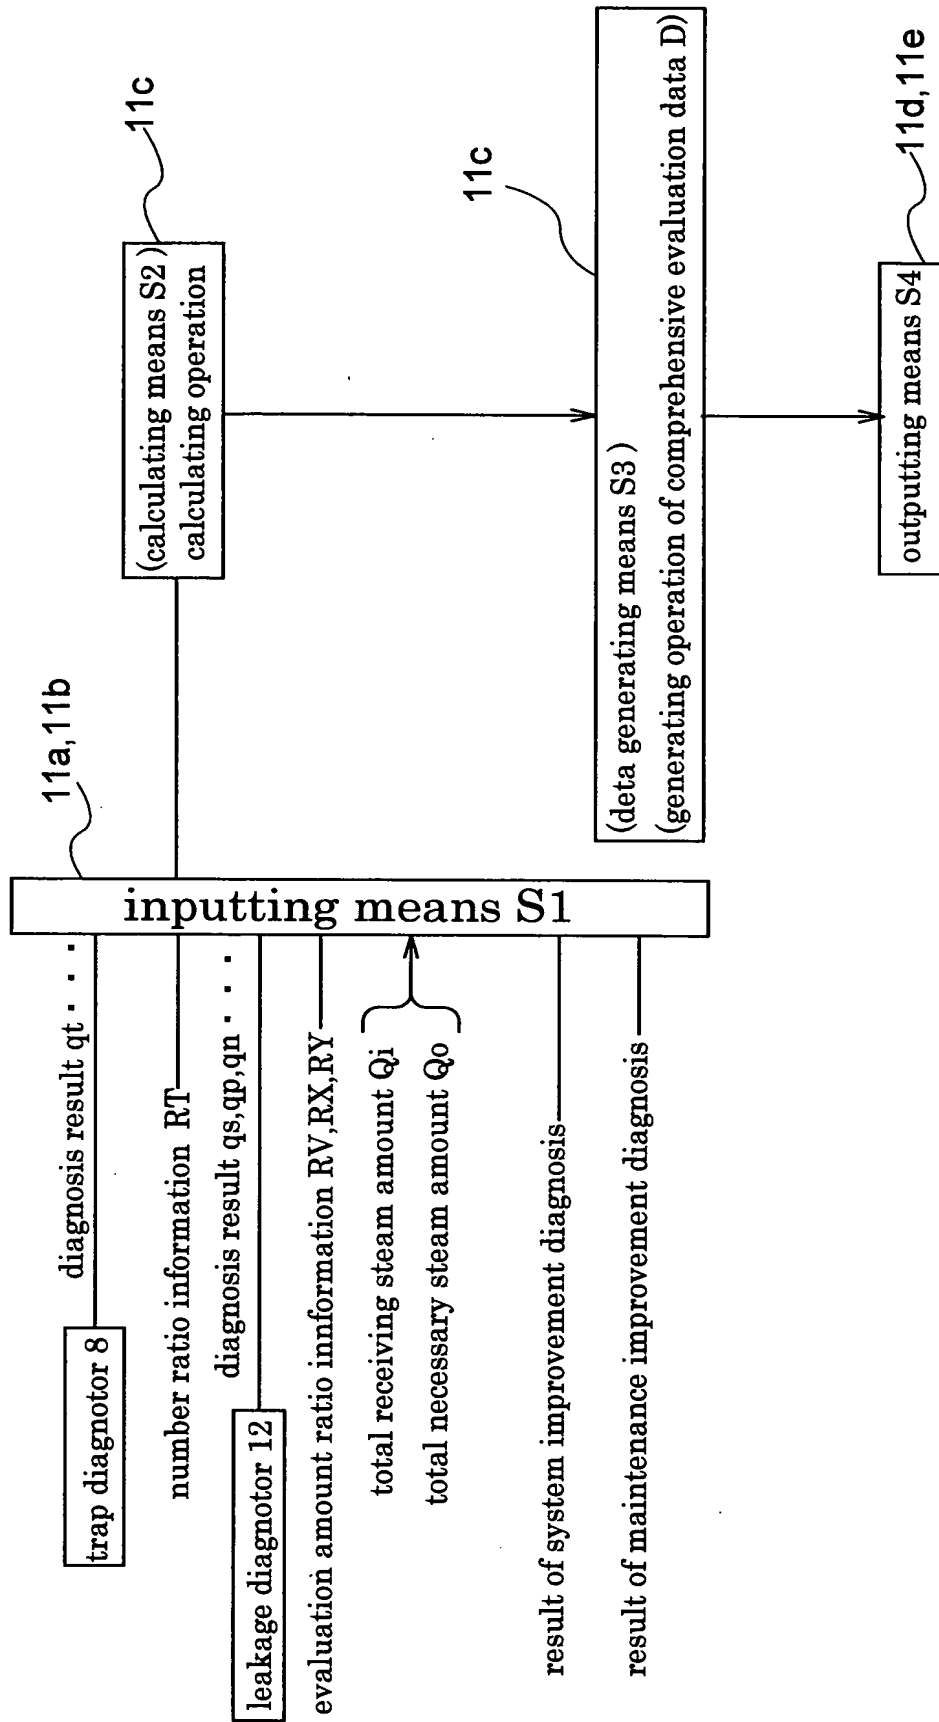 trap diagnotor 8
diagnosis result qt · · ·
number ratio information RT
leakage diagnotor 12
diagnosis result qs,qp,qn · · ·
evaluation amount ratio innformation RV,RX,RY
total receiving steam amount Qi
total necessary steam amount Qo
result of system improvement diagnosis
result of maintenance improvement diagnosis
inputting means S1
11a,11b
(calculating means S2)
calculating operation
11c
(deta generating means S3)
(generating operation of comprehensive evaluation data D)
11c
outputting means S4
11d,11e